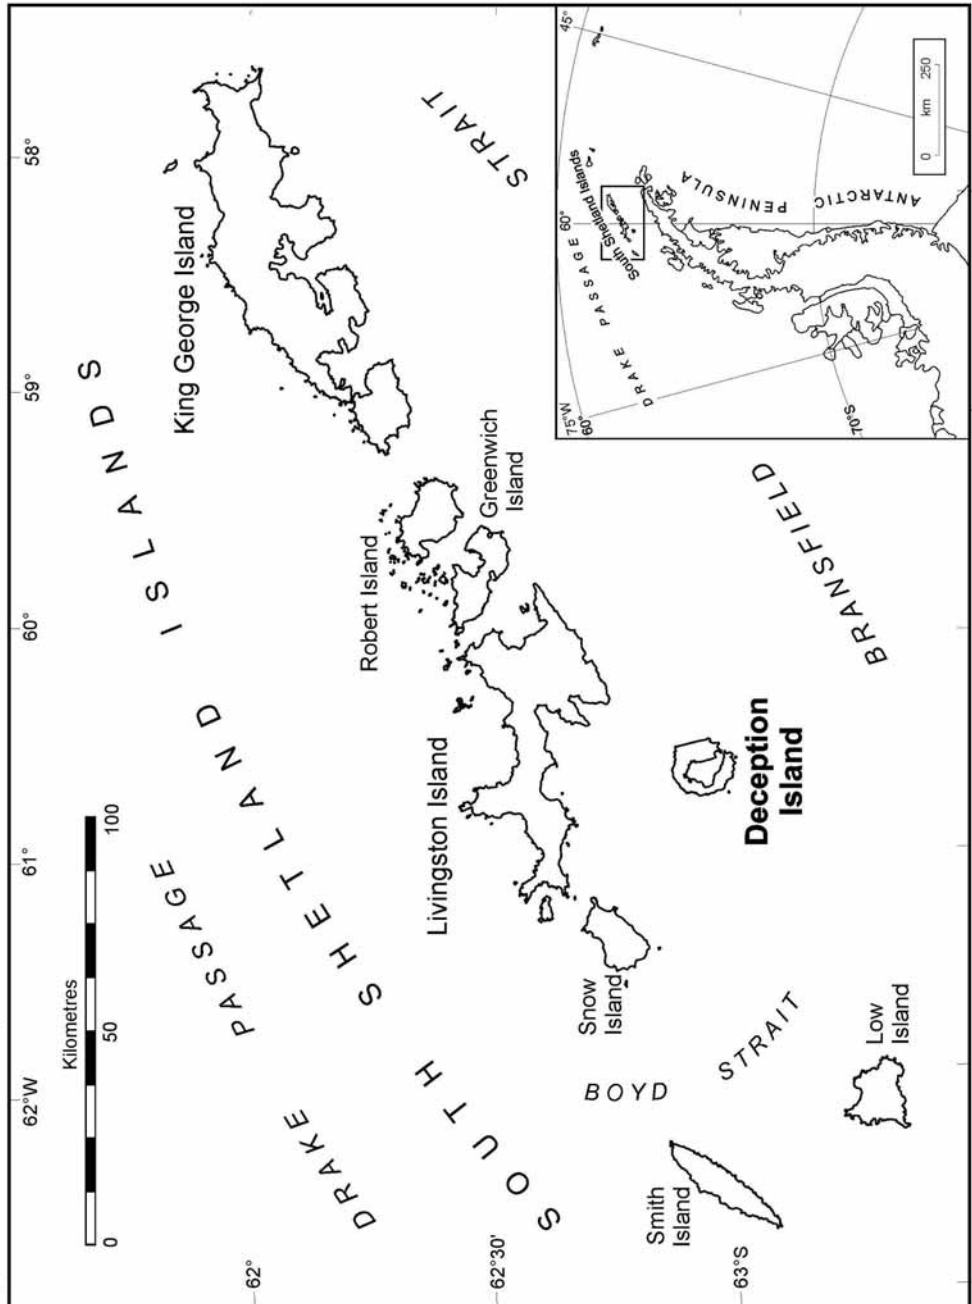 62°W
61°
60°
59°
58°
62°
62°30'
63°S
Kilometres
0
50
100
DRAKE PASSAGE
SOUTH SHETLAND ISLANDS
King George Island
Robert Island
Greenwich
Island
Livingston Island
Snow
Island
Deception
Island
Smith
Island
Low
Island
BOYD
STRAIT
BRANSFIELD
STRAIT
75°W
60°
60°
45°
70°S
DRAKE PASSAGE
South Shetland Islands
ANTARCTIC
PENINSULA
0 km 250